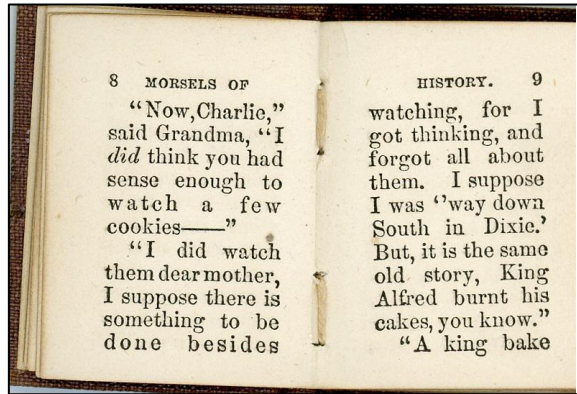 8 MORSELS OF
“Now, Charlie,”
said Grandma, “I
did think you had
sense enough to
watch a few
cookies——”
“I did watch
them dear mother,
I suppose there is
something to be
done besides
HISTORY. 9
watching, for I
got thinking, and
forgot all about
them. I suppose
I was ‘’way down
South in Dixie.’
But, it is the same
old story, King
Alfred burnt his
cakes, you know.”
“A king bake